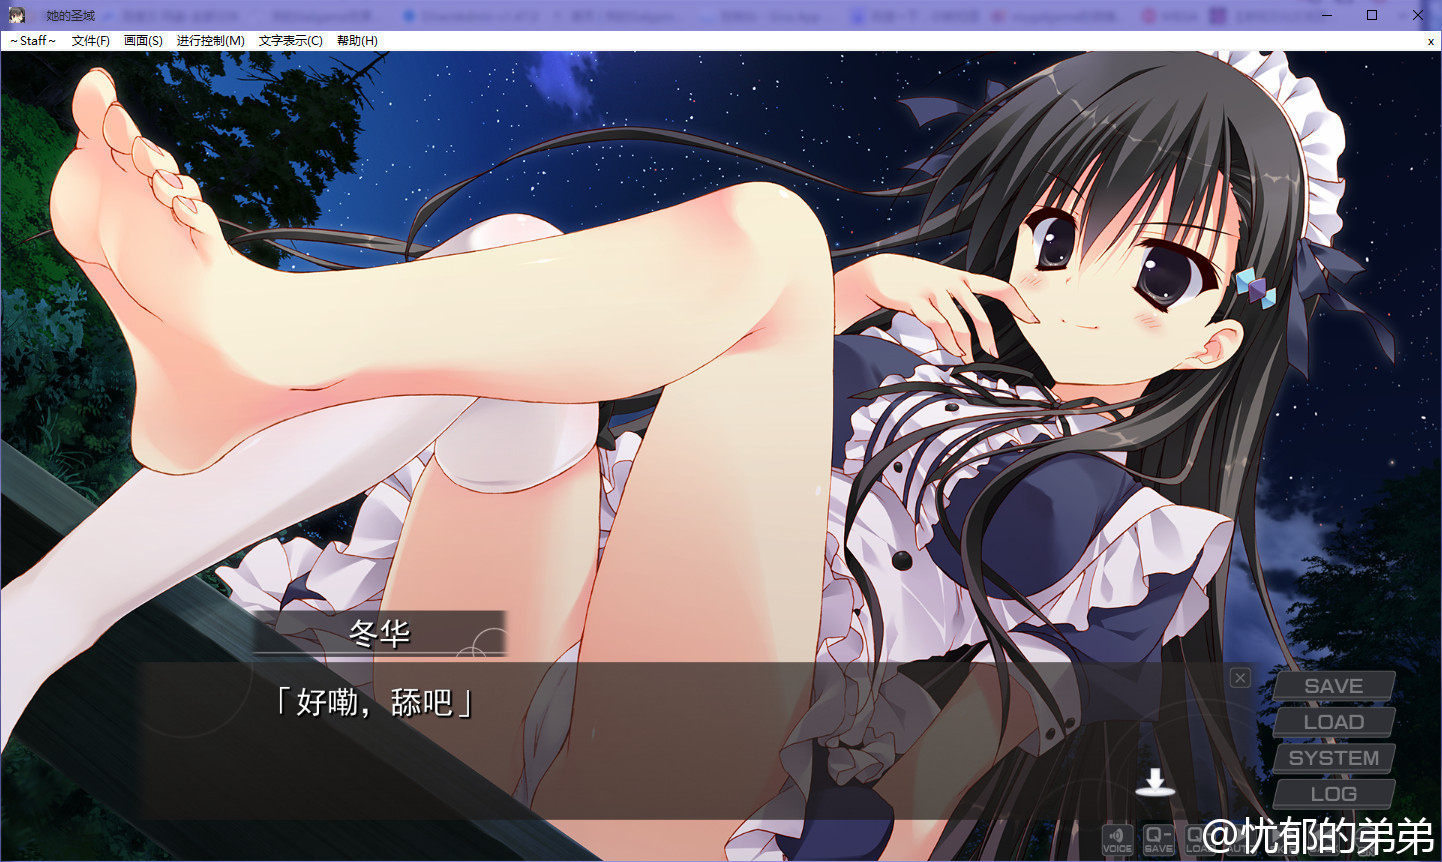 她的圣域
~Staff~ 文件(F) 画面(S) 进行控制(M) 文字表示(C) 帮助(H) x
冬华
「好嘞，舔吧」
SAVE
LOAD
SYSTEM
LOG
VOICE Q-SAVE
@忧郁的弟弟